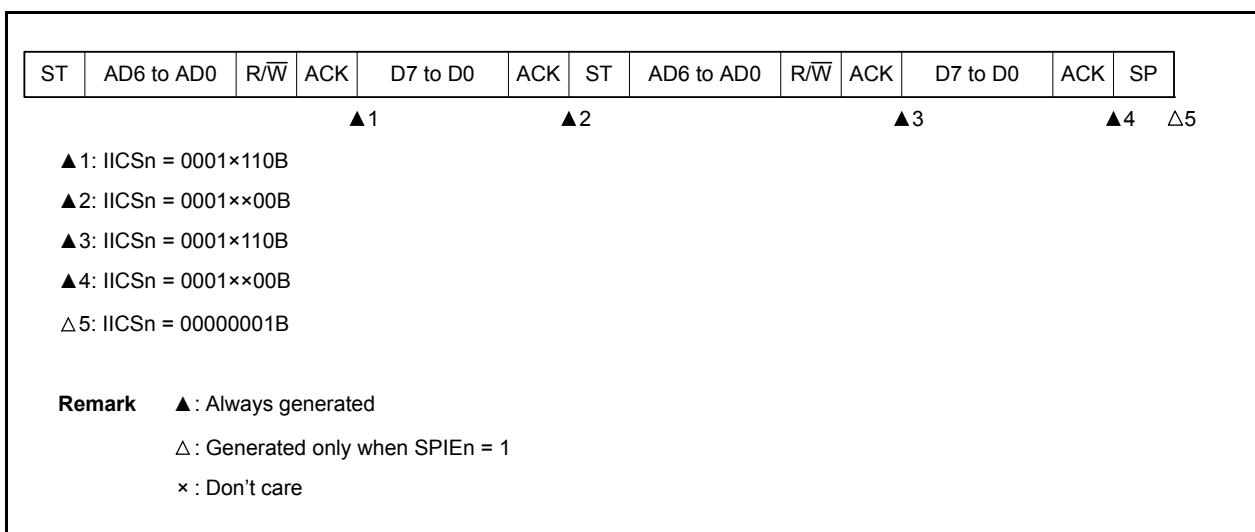 ST AD6 to AD0 R/W̅ ACK D7 to D0 ACK ST AD6 to AD0 R/W̅ ACK D7 to D0 ACK SP
▲1 ▲2 ▲3 ▲4 △5
▲1: IICSn = 0001×110B
▲2: IICSn = 0001××00B
▲3: IICSn = 0001×110B
▲4: IICSn = 0001××00B
△5: IICSn = 00000001B
Remark ▲: Always generated
△: Generated only when SPIEn = 1
×: Don’t care